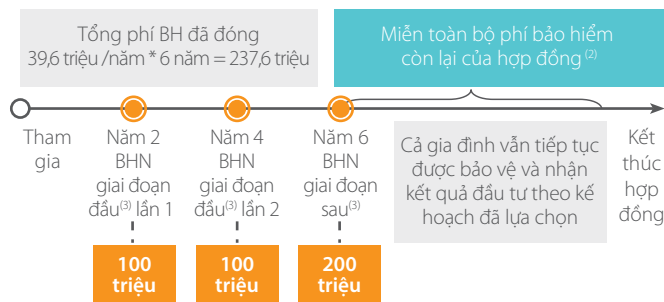 Tổng phí BH đã đóng
39,6 triệu /năm * 6 năm = 237,6 triệu
Miễn toàn bộ phí bảo hiểm
còn lại của hợp đồng (2)
Tham
gia
Năm 2
BHN
giai đoạn
đầu(3) lần 1
Năm 4
BHN
giai đoạn
đầu(3) lần 2
Năm 6
BHN
giai đoạn
sau(3)
Cả gia đình vẫn tiếp tục
được bảo vệ và nhận
kết quả đầu tư theo kế
hoạch đã lựa chọn
Kết
thúc
hợp
đồng
100
triệu
100
triệu
200
triệu